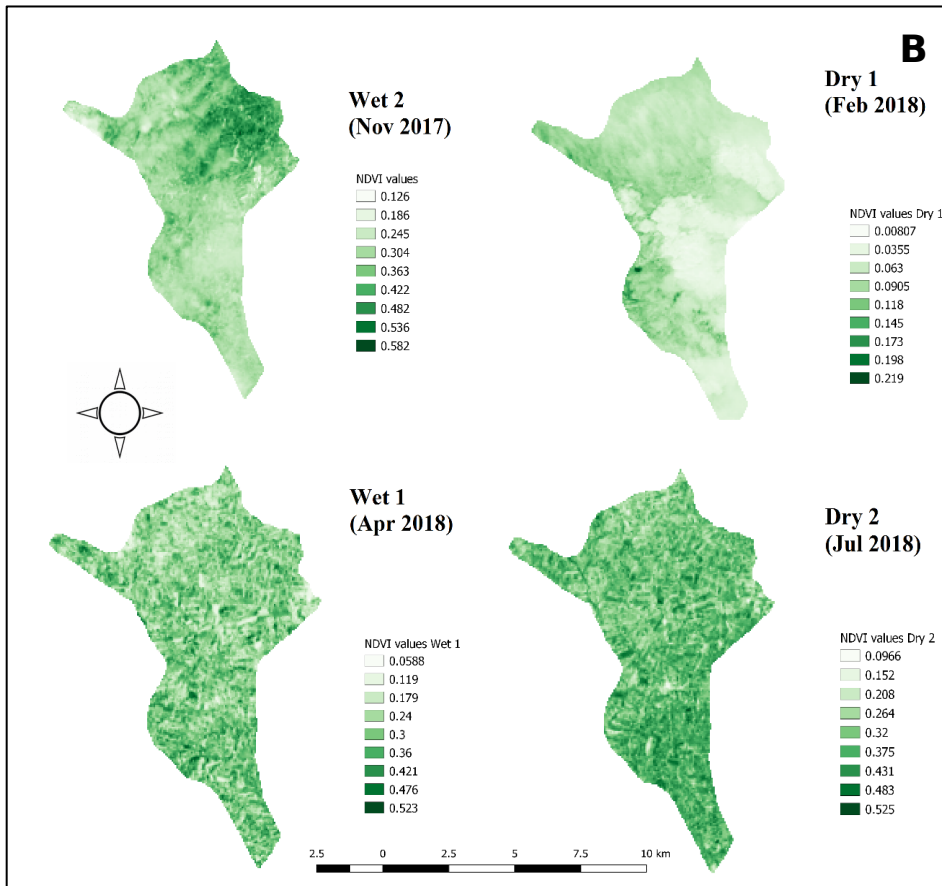 B
Wet 2
(Nov 2017)
NDVI values
0.126
0.186
0.245
0.304
0.363
0.422
0.482
0.536
0.582
Dry 1
(Feb 2018)
NDVI values Dry 1
0.00807
0.0355
0.063
0.0905
0.118
0.145
0.173
0.198
0.219
Wet 1
(Apr 2018)
NDVI values Wet 1
0.0588
0.119
0.179
0.24
0.3
0.36
0.421
0.476
0.523
Dry 2
(Jul 2018)
NDVI values Dry 2
0.0966
0.152
0.208
0.264
0.32
0.375
0.431
0.483
0.525
2.5 0 2.5 5 7.5 10 km